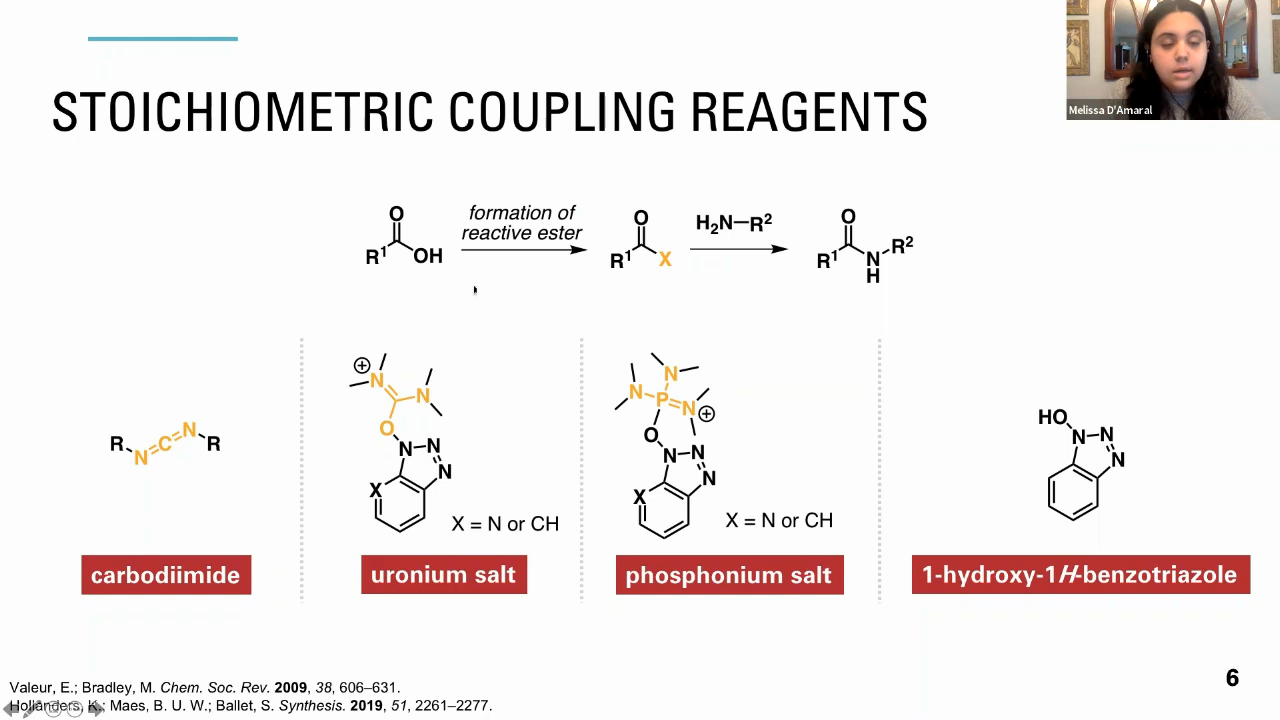 Melissa D'Amaral
STOICHIOMETRIC COUPLING REAGENTS
O
R¹
OH
formation of
reactive ester
O
R¹
X
H₂N–R²
O
R¹
N
H
R²
R
N
C
N
R
N
N
O
N
N
N
X
X = N or CH
N
N
P
N
O
N
N
N
X
X = N or CH
HO
N
N
N
carbodiimide
uronium salt
phosphonium salt
1-hydroxy-1H-benzotriazole
Valeur, E.; Bradley, M. Chem. Soc. Rev. 2009, 38, 606–631.
Hollanders, K.; Maes, B. U. W.; Ballet, S. Synthesis. 2019, 51, 2261–2277.
6